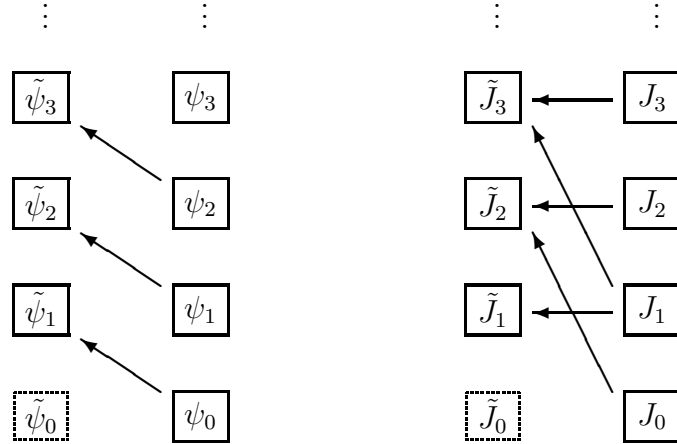 ⋮ ⋮ ⋮ ⋮
ψ̃₃ ψ₃ J̃₃ J₃
ψ̃₂ ψ₂ J̃₂ J₂
ψ̃₁ ψ₁ J̃₁ J₁
ψ̃₀ ψ₀ J̃₀ J₀